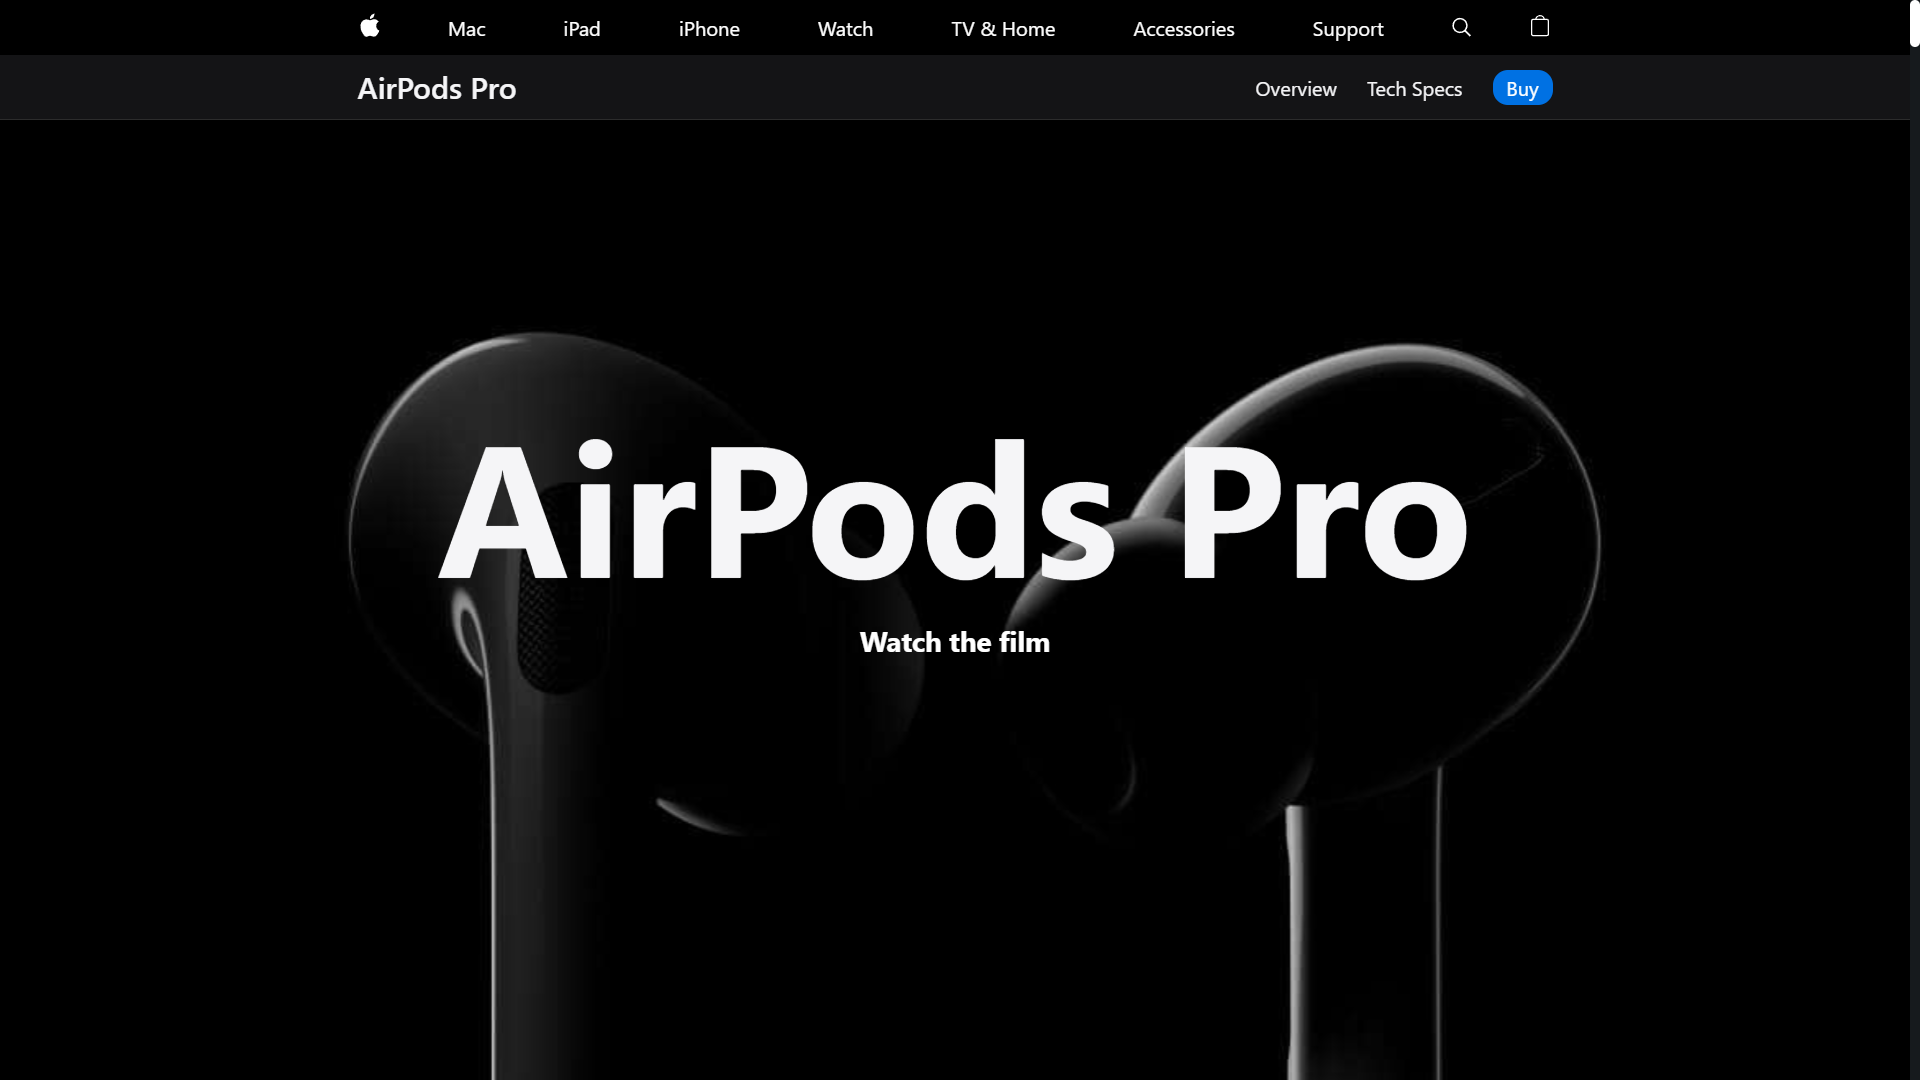 Mac iPad iPhone Watch TV & Home Accessories Support
AirPods Pro Overview Tech Specs Buy
AirPods Pro
Watch the film